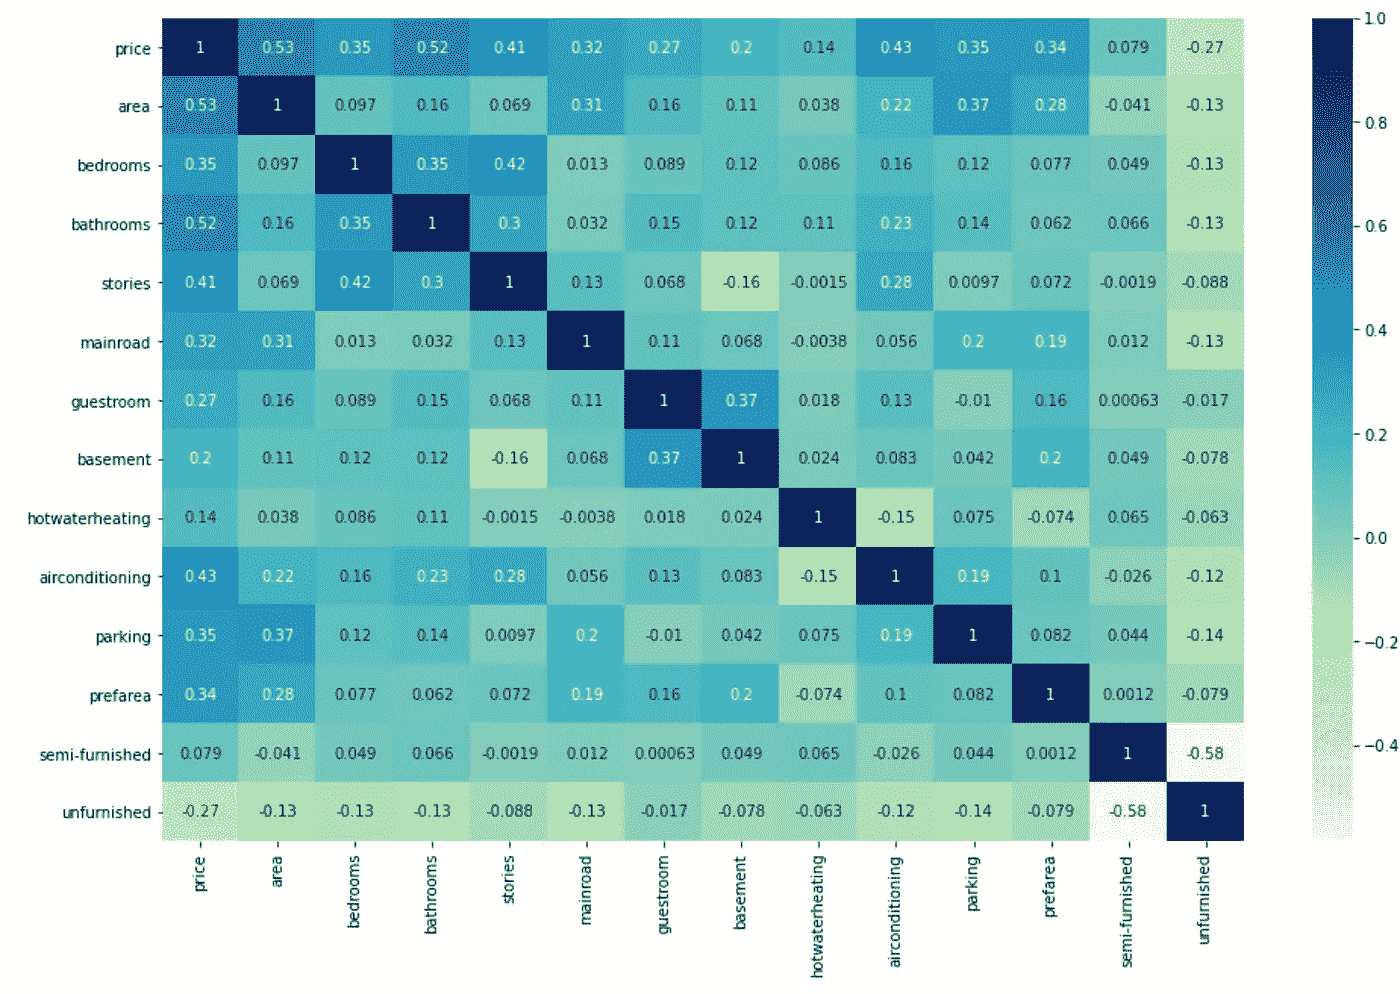 price 1 0.53 0.35 0.52 0.41 0.32 0.27 0.2 0.14 0.43 0.35 0.34 0.079 -0.27
area 0.53 1 0.097 0.16 0.069 0.31 0.16 0.11 0.038 0.22 0.37 0.28 -0.041 -0.13
bedrooms 0.35 0.097 1 0.35 0.42 0.013 0.089 0.12 0.086 0.16 0.12 0.077 0.049 -0.13
bathrooms 0.52 0.16 0.35 1 0.3 0.032 0.15 0.12 0.11 0.23 0.14 0.062 0.066 -0.13
stories 0.41 0.069 0.42 0.3 1 0.13 0.068 -0.16 -0.0015 0.28 0.0097 0.072 -0.0019 -0.088
mainroad 0.32 0.31 0.013 0.032 0.13 1 0.11 0.068 -0.0038 0.056 0.2 0.19 0.012 -0.13
guestroom 0.27 0.16 0.089 0.15 0.068 0.11 1 0.37 0.018 0.13 -0.01 0.16 0.00063 -0.017
basement 0.2 0.11 0.12 0.12 -0.16 0.068 0.37 1 0.024 0.083 0.042 0.2 0.049 -0.078
hotwaterheating 0.14 0.038 0.086 0.11 -0.0015 -0.0038 0.018 0.024 1 -0.15 0.075 -0.074 0.065 -0.063
airconditioning 0.43 0.22 0.16 0.23 0.28 0.056 0.13 0.083 -0.15 1 0.19 0.1 -0.026 -0.12
parking 0.35 0.37 0.12 0.14 0.0097 0.2 -0.01 0.042 0.075 0.19 1 0.082 0.044 -0.14
prefarea 0.34 0.28 0.077 0.062 0.072 0.19 0.16 0.2 -0.074 0.1 0.082 1 0.0012 -0.079
semi-furnished 0.079 -0.041 0.049 0.066 -0.0019 0.012 0.00063 0.049 0.065 -0.026 0.044 0.0012 1 -0.58
unfurnished -0.27 -0.13 -0.13 -0.13 -0.088 -0.13 -0.017 -0.078 -0.063 -0.12 -0.14 -0.079 -0.58 1
price area bedrooms bathrooms stories mainroad guestroom basement hotwaterheating airconditioning parking prefarea semi-furnished unfurnished
1.0
0.8
0.6
0.4
0.2
0.0
−0.2
−0.4